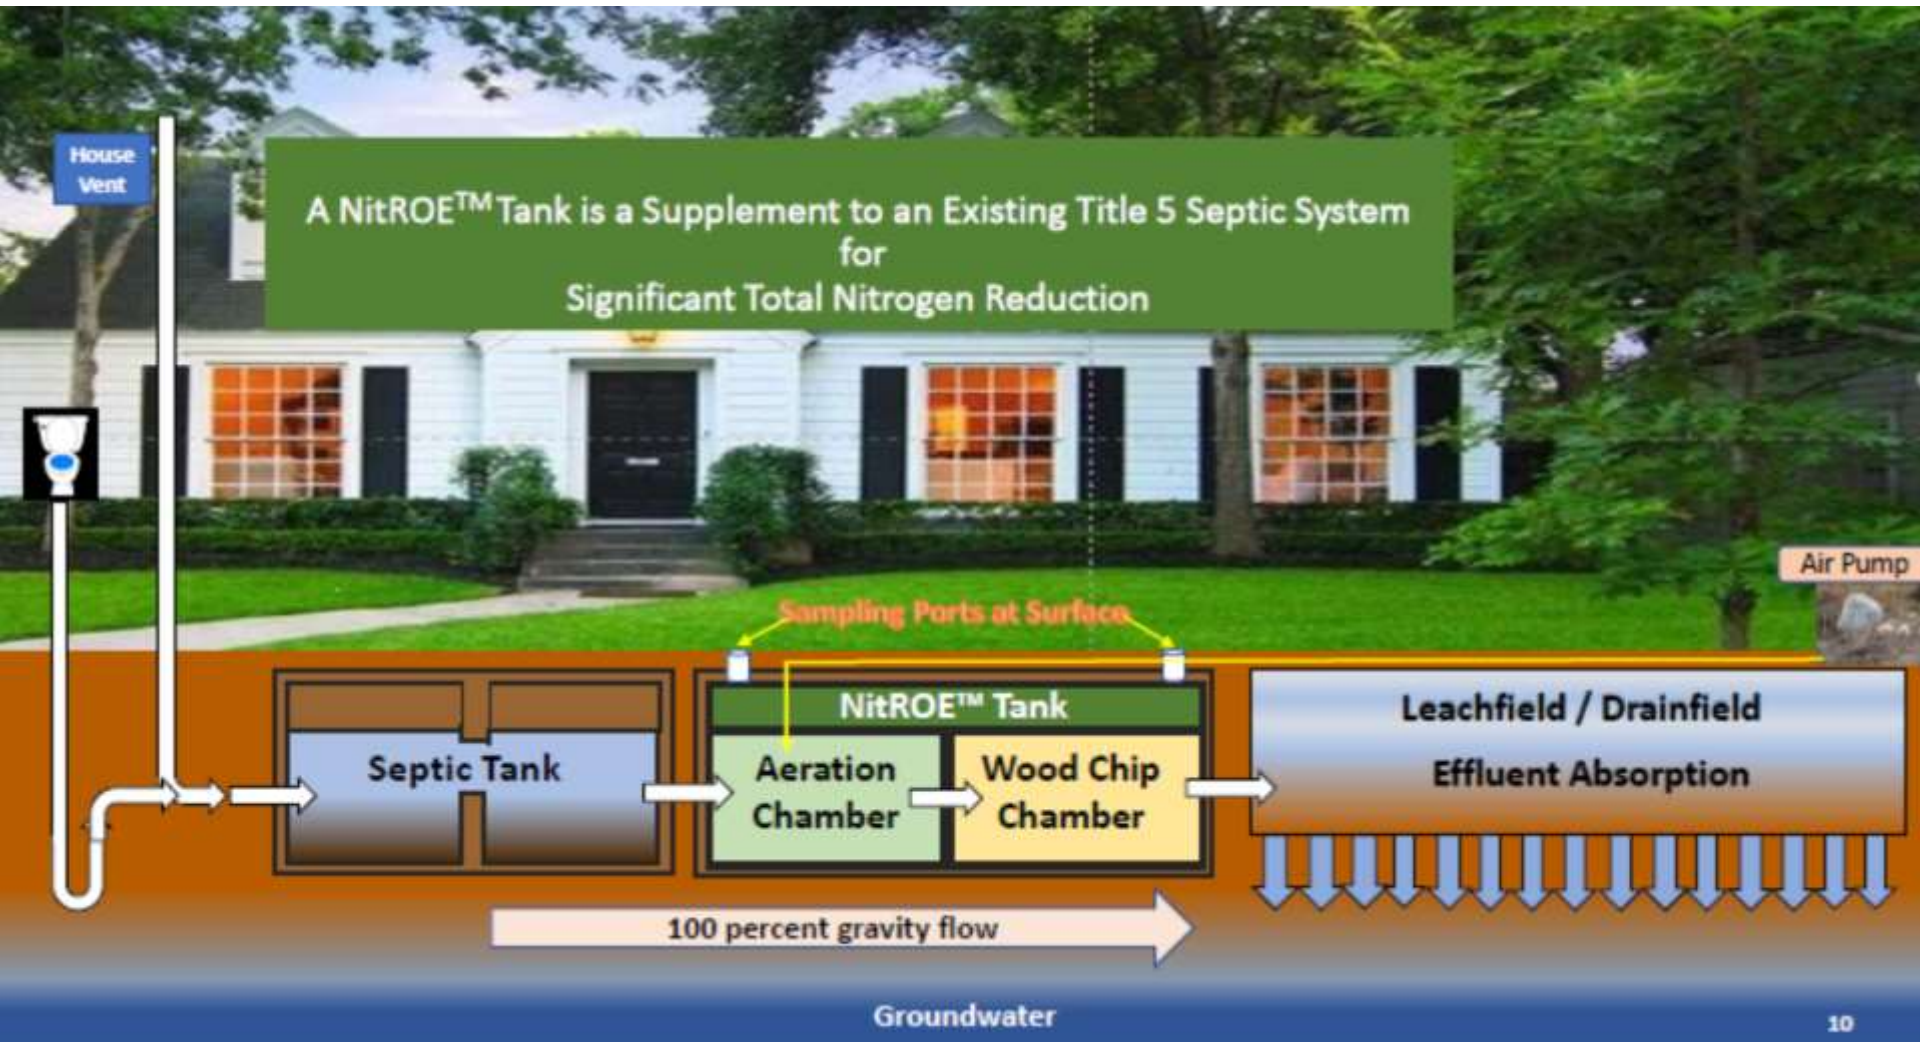 House
Vent
A NitROE™ Tank is a Supplement to an Existing Title 5 Septic System
for
Significant Total Nitrogen Reduction
Air Pump
Sampling Ports at Surface
NitROE™ Tank
Septic Tank
Aeration
Chamber
Wood Chip
Chamber
Leachfield / Drainfield
Effluent Absorption
100 percent gravity flow
Groundwater
10